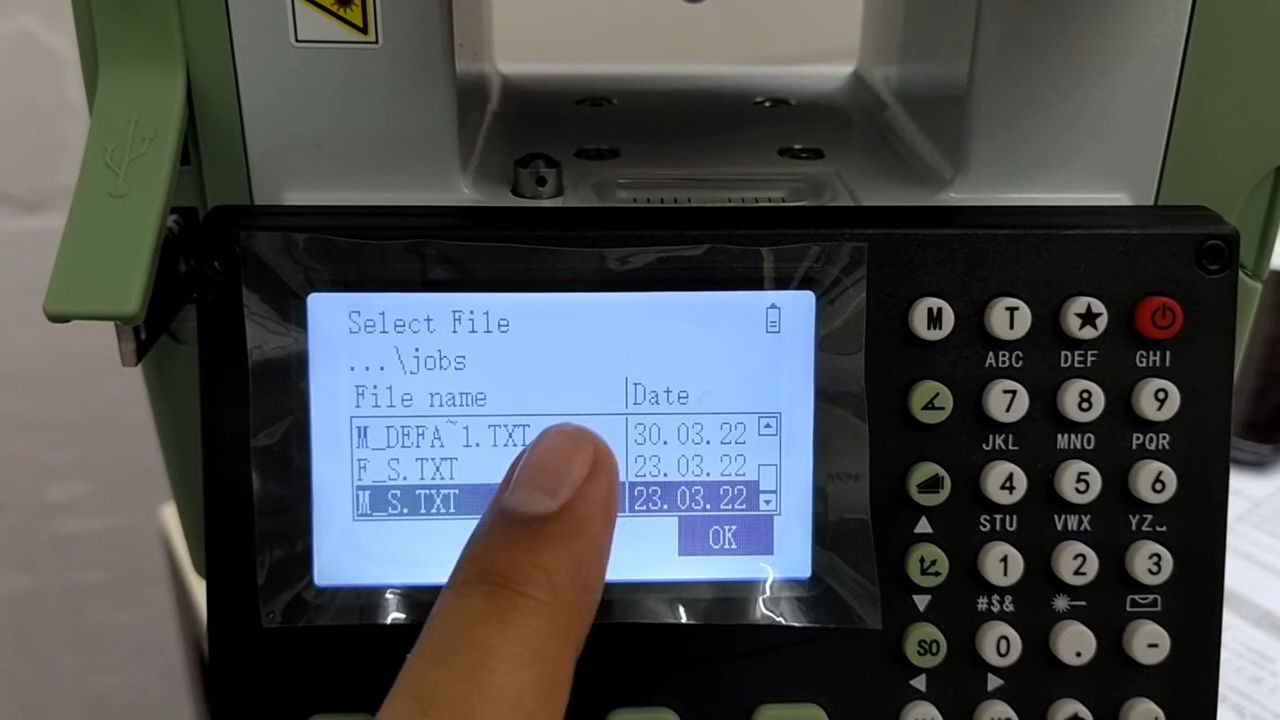 Select File
...\jobs
File name Date
M_DEFA~1.TXT 30.03.22
F_S.TXT 23.03.22
M_S.TXT 23.03.22
OK
M T ★
ABC DEF GHI
7 8 9
JKL MNO PQR
4 5 6
STU VWX YZ␣
1 2 3
#$&
SO 0 . -